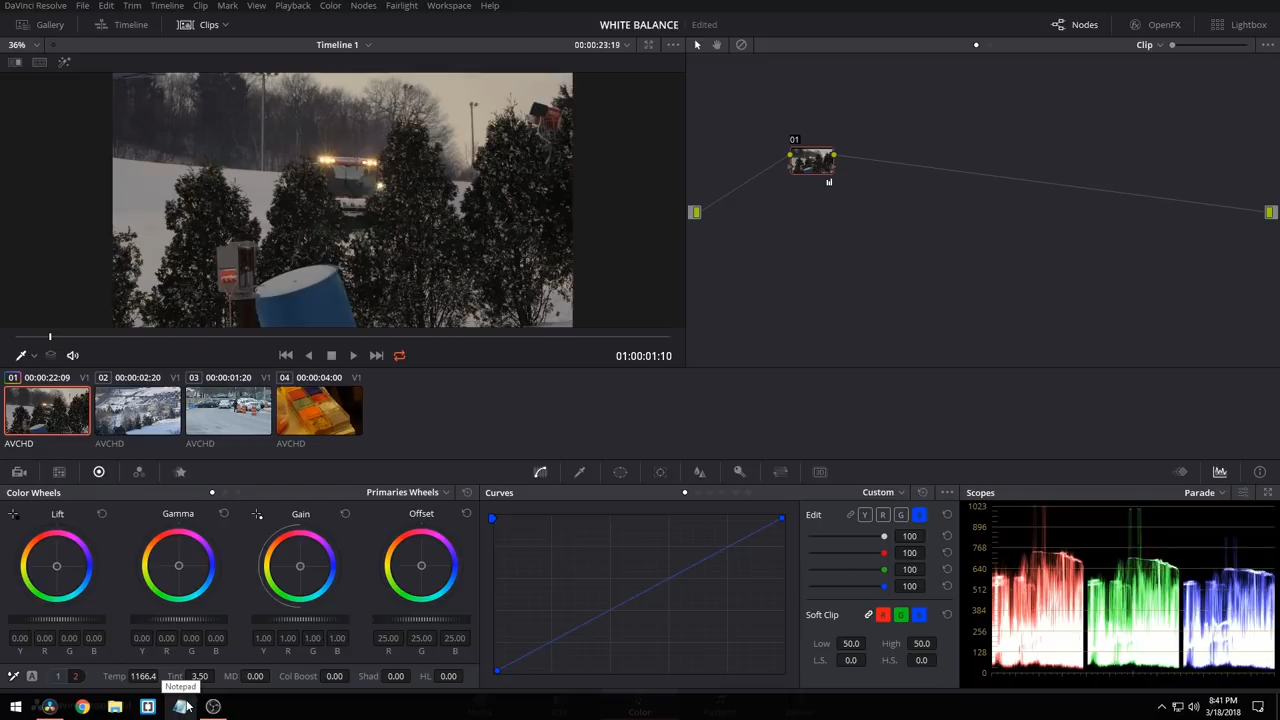 DaVinci Resolve File Edit Trim Timeline Clip Mark View Playback Color Nodes Fairlight Workspace Help
Gallery Timeline Clips WHITE BALANCE Edited Nodes OpenFX Lightbox
36% Timeline 1 00:00:23:19 Clip
01
01:00:01:10
01 00:00:22:09 V1 02 00:00:02:20 V1 03 00:00:01:20 V1 04 00:00:04:00 V1
AVCHD AVCHD AVCHD AVCHD
Color Wheels Primaries Wheels Curves Custom Scopes Parade
Lift Gamma Gain Offset
0.00 0.00 0.00 0.00 0.00 0.00 0.00 0.00 1.00 1.00 1.00 1.00 25.00 25.00 25.00
Y R G B Y R G B Y R G B R G B
Temp 1166.4 Tint 3.50 MD 0.00 Col Boost 0.00 Shad 0.00 HL 0.00
A 1 2
Edit Y R G B
100
100
100
100
Soft Clip R G B
Low 50.0 High 50.0
L.S. 0.0 H.S. 0.0
1023
896
768
640
512
384
256
128
0
Notepad
Color
8:41 PM
3/18/2018